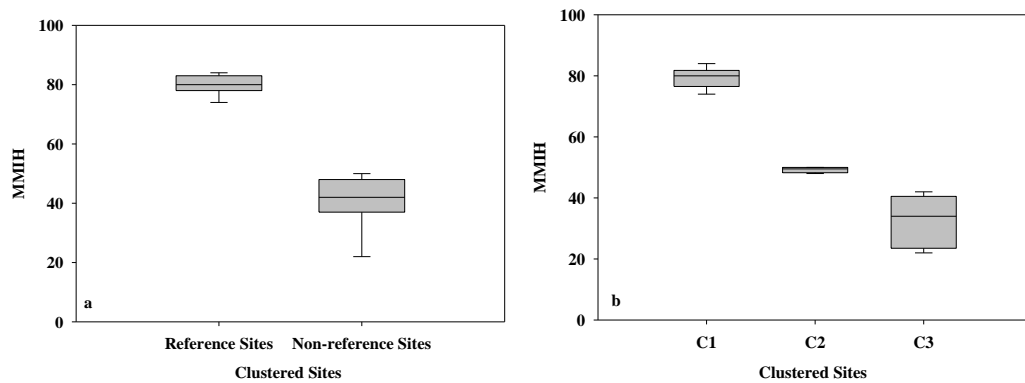 100
80
60
40
20
0
MMIH
a
Reference Sites Non-reference Sites
Clustered Sites
100
80
60
40
20
0
MMIH
b
C1 C2 C3
Clustered Sites